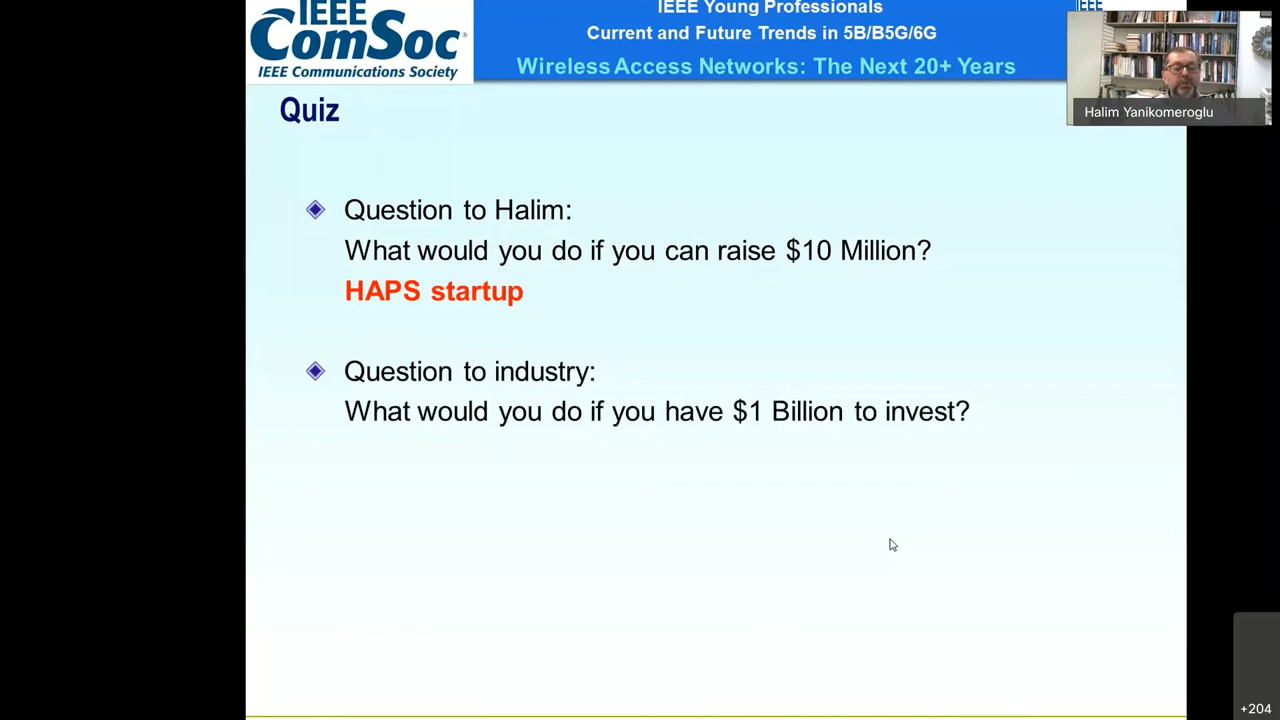 IEEE
ComSoc®
IEEE Communications Society
IEEE Young Professionals
Current and Future Trends in 5B/B5G/6G
Wireless Access Networks: The Next 20+ Years
IEEE
Halim Yanikomeroglu
Quiz
Question to Halim:
What would you do if you can raise $10 Million?
HAPS startup
Question to industry:
What would you do if you have $1 Billion to invest?
+204